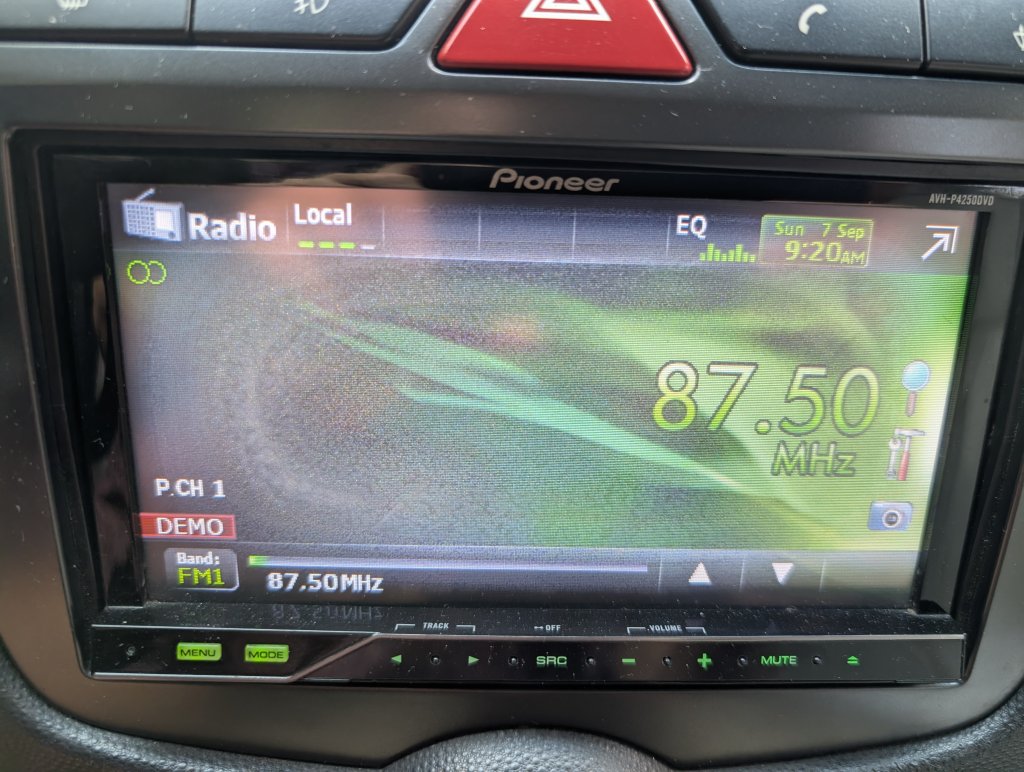 Pioneer
AVH-P4250DVD
Radio
Local
EQ
Sun 7 Sep
9:20AM
87.50
MHz
P.CH 1
DEMO
Band:
FM1
87.50MHz
TRACK
OFF
VOLUME
MENU
MODE
SRC
MUTE